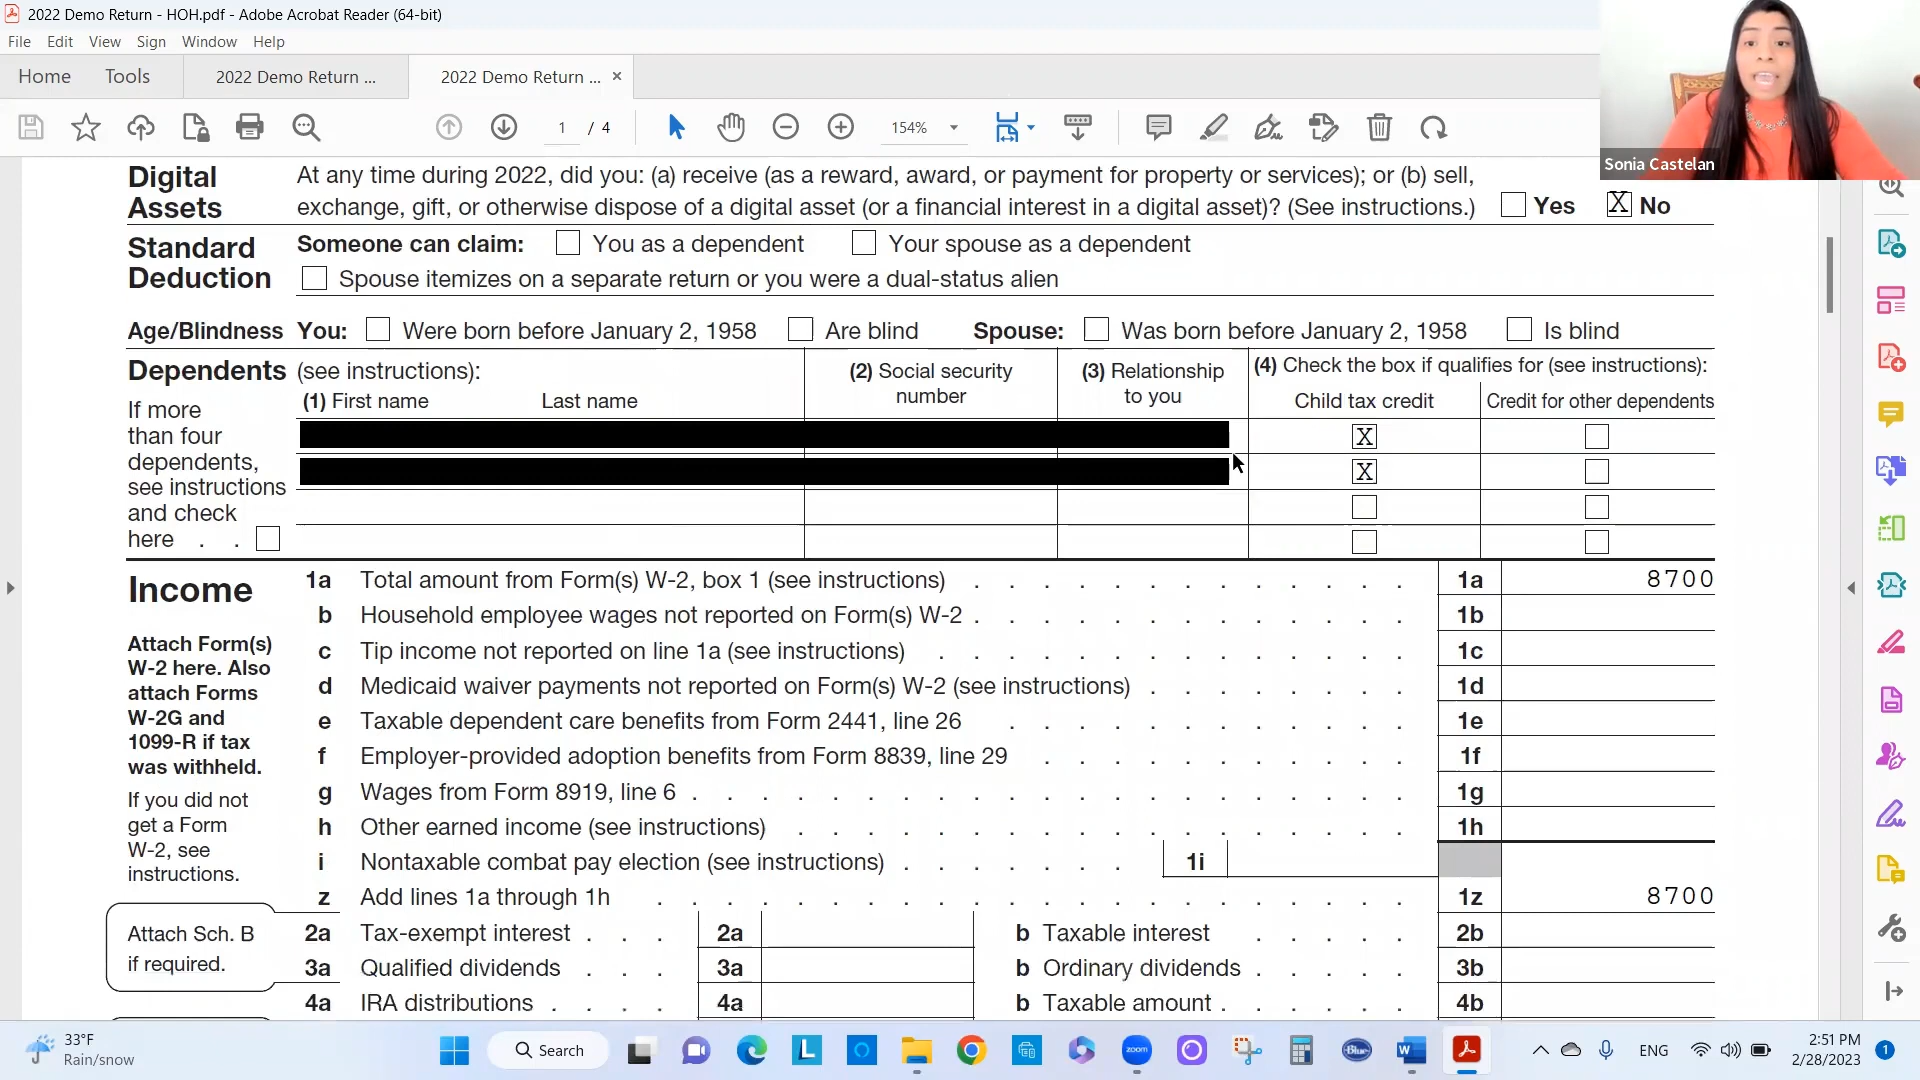 2022 Demo Return - HOH.pdf - Adobe Acrobat Reader (64-bit)
File Edit View Sign Window Help
Home Tools 2022 Demo Return ... 2022 Demo Return ... ×
1 / 4 154%
Sonia Castelan
Digital Assets At any time during 2022, did you: (a) receive (as a reward, award, or payment for property or services); or (b) sell,
exchange, gift, or otherwise dispose of a digital asset (or a financial interest in a digital asset)? (See instructions.) Yes X No
Standard Deduction Someone can claim: You as a dependent Your spouse as a dependent
Spouse itemizes on a separate return or you were a dual-status alien
Age/Blindness You: Were born before January 2, 1958 Are blind Spouse: Was born before January 2, 1958 Is blind
Dependents (see instructions): (2) Social security number (3) Relationship to you (4) Check the box if qualifies for (see instructions):
(1) First name Last name Child tax credit Credit for other dependents
If more
than four
dependents,
see instructions
and check
here . .
X
X
Income 1a Total amount from Form(s) W-2, box 1 (see instructions) 1a 8700
b Household employee wages not reported on Form(s) W-2 1b
c Tip income not reported on line 1a (see instructions) 1c
d Medicaid waiver payments not reported on Form(s) W-2 (see instructions) 1d
e Taxable dependent care benefits from Form 2441, line 26 1e
f Employer-provided adoption benefits from Form 8839, line 29 1f
g Wages from Form 8919, line 6 1g
h Other earned income (see instructions) 1h
i Nontaxable combat pay election (see instructions) 1i
z Add lines 1a through 1h 1z 8700
Attach Form(s)
W-2 here. Also
attach Forms
W-2G and
1099-R if tax
was withheld.
If you did not
get a Form
W-2, see
instructions.
Attach Sch. B
if required.
2a Tax-exempt interest 2a b Taxable interest 2b
3a Qualified dividends 3a b Ordinary dividends 3b
4a IRA distributions 4a b Taxable amount 4b
33°F
Rain/snow
Search
L
zoom
Blue
W
ENG
2:51 PM
2/28/2023
1